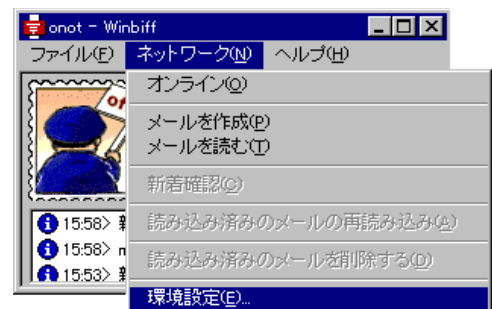 onot - Winbiff
ファイル(F) ネットワーク(N) ヘルプ(H)
オンライン(O)
メールを作成(P)
メールを読む(T)
新着確認(C)
読み込み済みのメールの再読み込み(A)
読み込み済みのメールを削除する(D)
環境設定(E)...
15:58> 新
15:58> n
15:53> 新